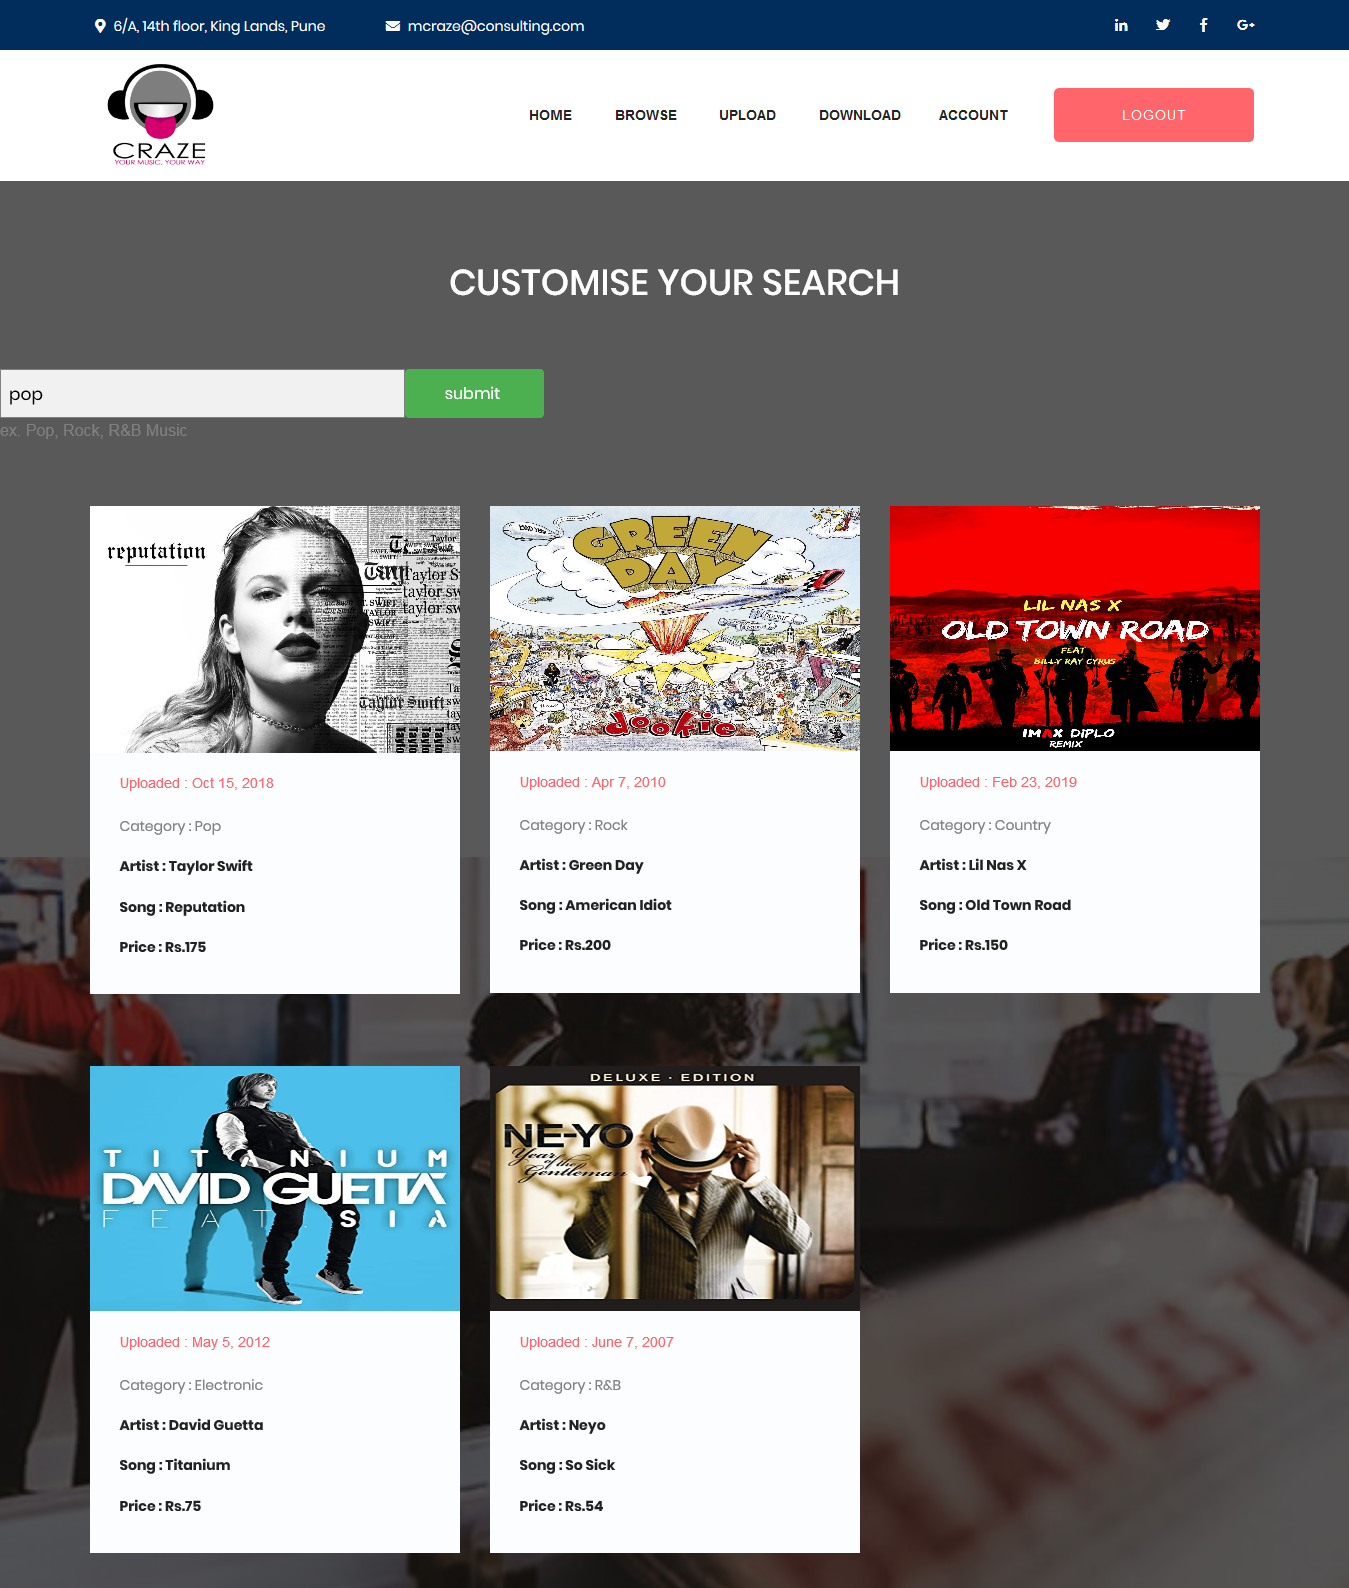 6/A, 14th floor, King Lands, Pune
mcraze@consulting.com
CRAZE
YOUR MUSIC, YOUR WAY
HOME
BROWSE
UPLOAD
DOWNLOAD
ACCOUNT
LOGOUT
CUSTOMISE YOUR SEARCH
pop
submit
ex. Pop, Rock, R&B Music
reputation
Taylor Swift
GREEN
DAY
dookie
LIL NAS X
OLD TOWN ROAD
FEAT
BILLY RAY CYRUS
IMAX DIPLO
REMIX
Uploaded : Oct 15, 2018
Category : Pop
Artist : Taylor Swift
Song : Reputation
Price : Rs.175
Uploaded : Apr 7, 2010
Category : Rock
Artist : Green Day
Song : American Idiot
Price : Rs.200
Uploaded : Feb 23, 2019
Category : Country
Artist : Lil Nas X
Song : Old Town Road
Price : Rs.150
TITANIUM
DAVID GUETTA
FEAT. SIA
DELUXE · EDITION
NE-YO
Year of the
Gentleman
Uploaded : May 5, 2012
Category : Electronic
Artist : David Guetta
Song : Titanium
Price : Rs.75
Uploaded : June 7, 2007
Category : R&B
Artist : Neyo
Song : So Sick
Price : Rs.54